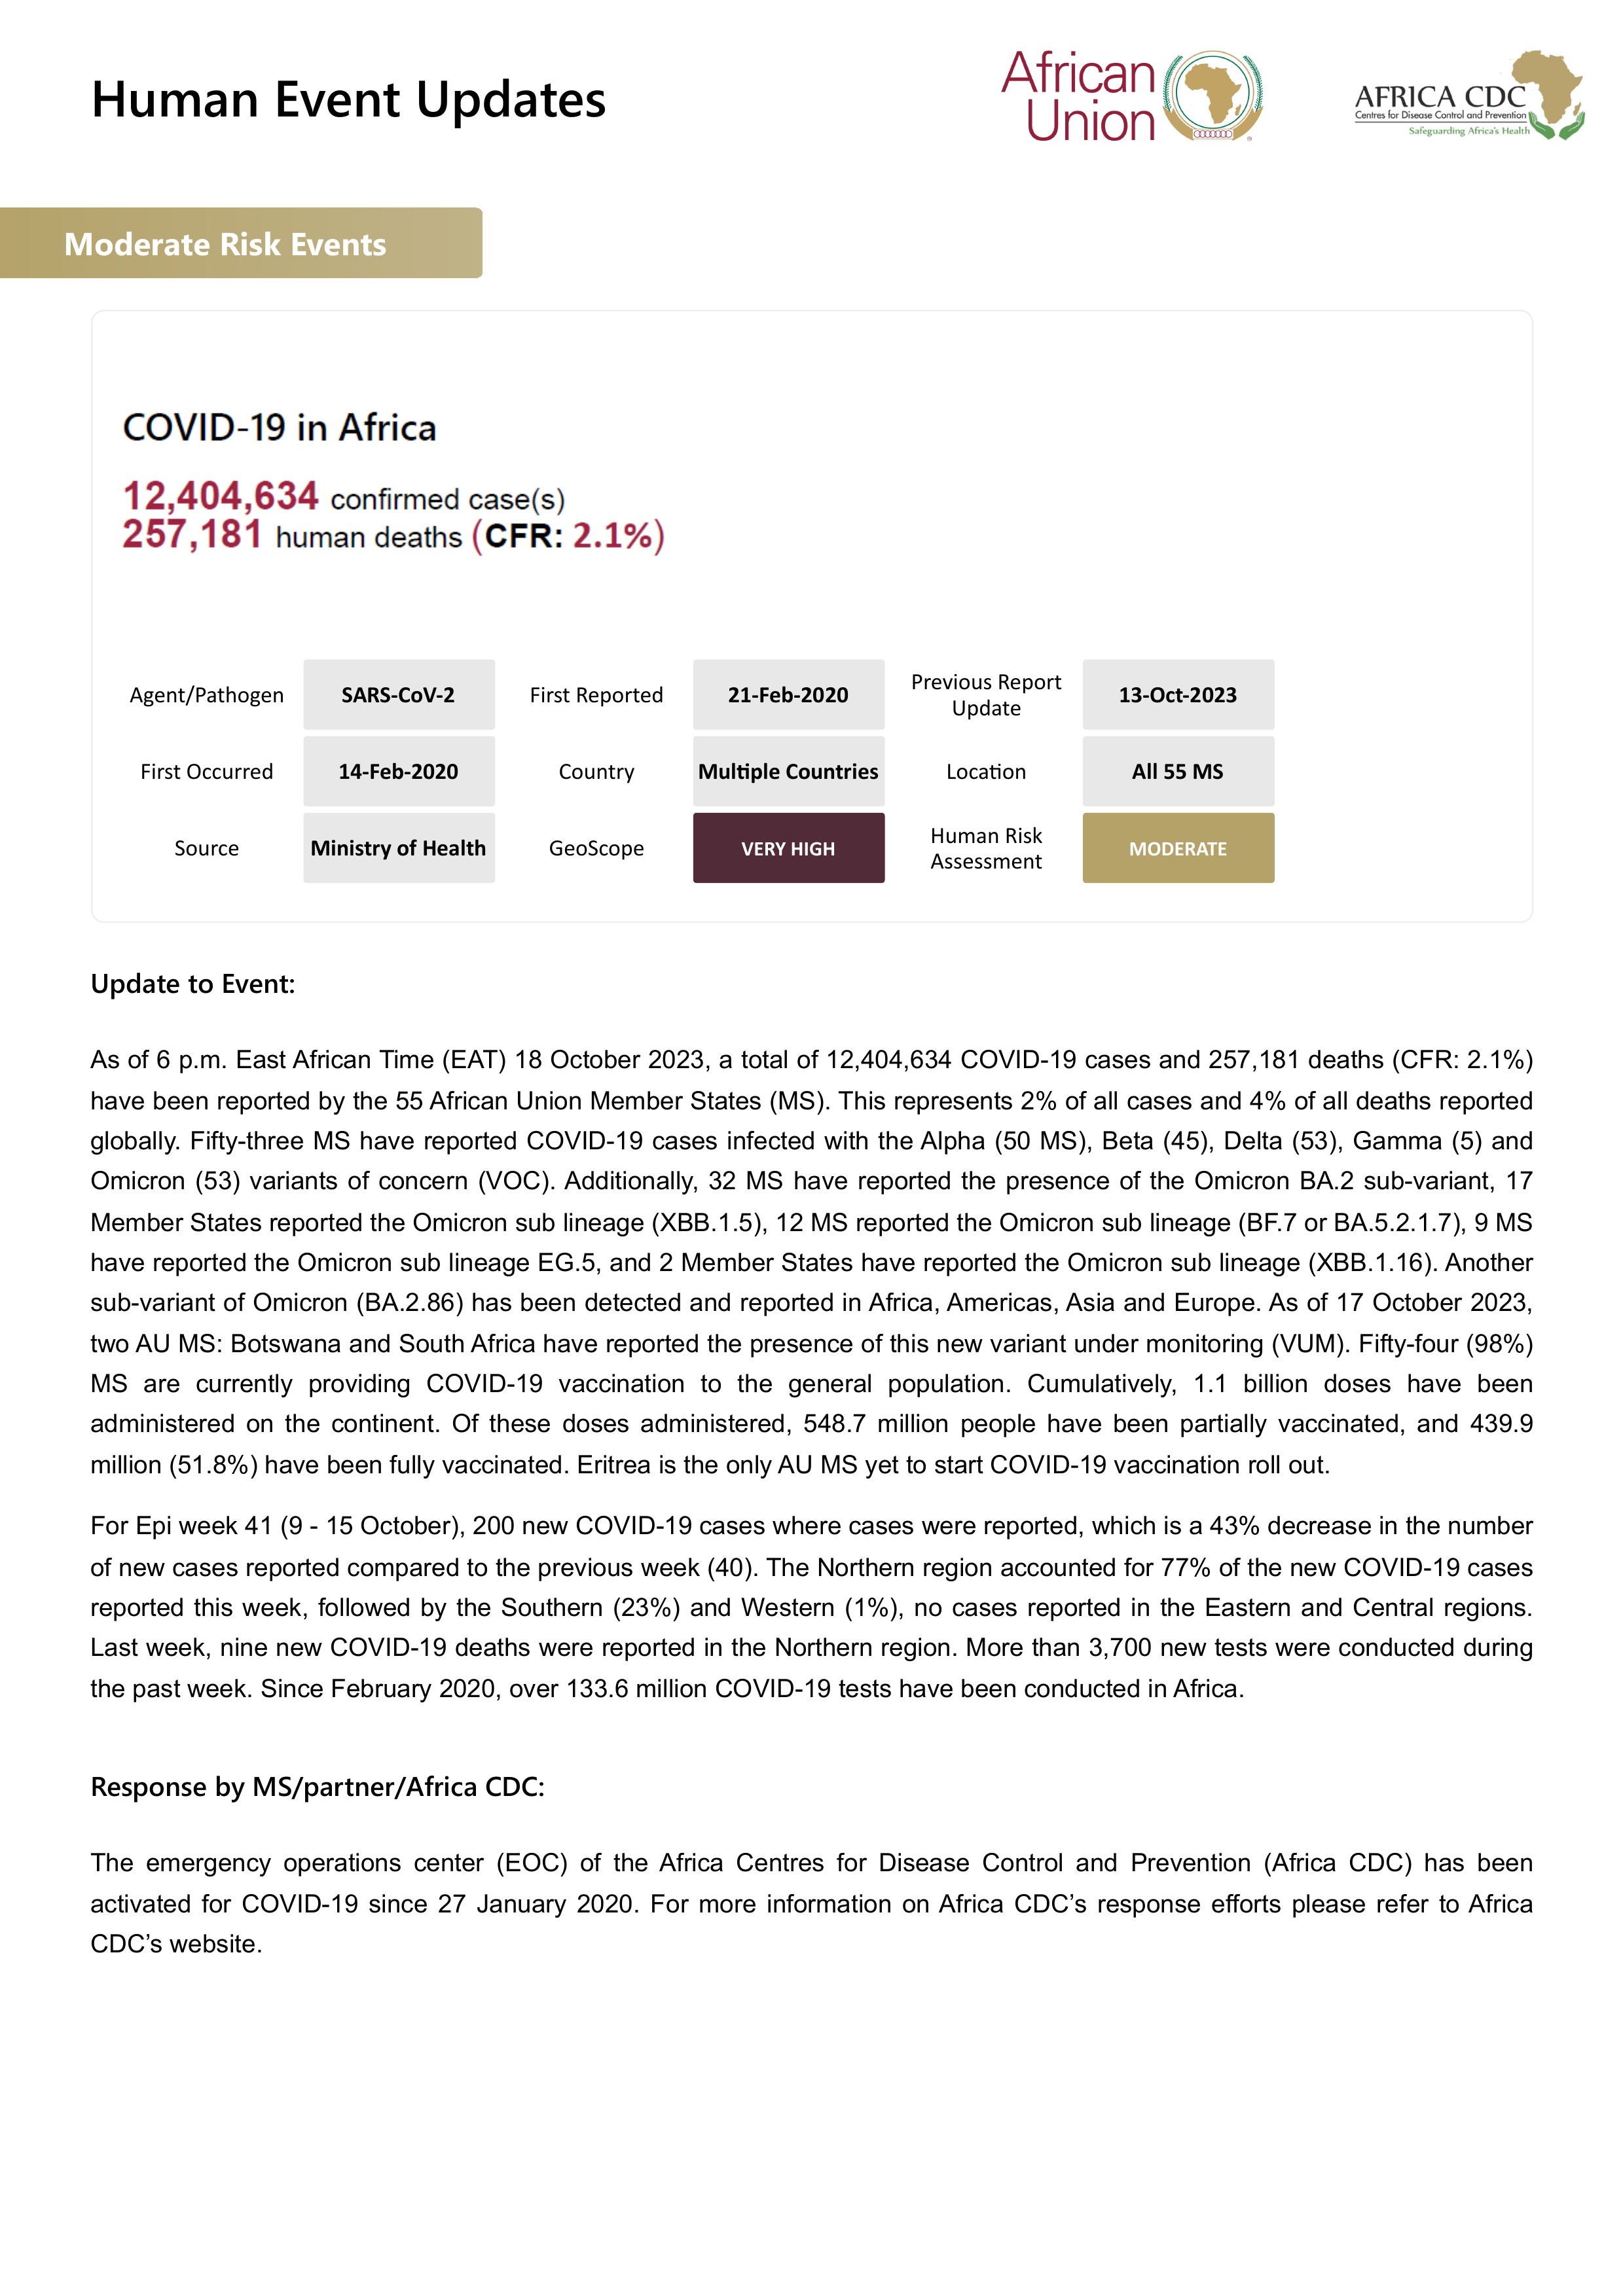 Human Event Updates
African
Union
AFRICA CDC
Centres for Disease Control and Prevention
Safeguarding Africa's Health
Moderate Risk Events
COVID-19 in Africa
12,404,634 confirmed case(s)
257,181 human deaths (CFR: 2.1%)
Agent/Pathogen SARS-CoV-2 First Reported 21-Feb-2020 Previous Report Update 13-Oct-2023
First Occurred 14-Feb-2020 Country Multiple Countries Location All 55 MS
Source Ministry of Health GeoScope VERY HIGH Human Risk Assessment MODERATE
Update to Event:
As of 6 p.m. East African Time (EAT) 18 October 2023, a total of 12,404,634 COVID-19 cases and 257,181 deaths (CFR: 2.1%)
have been reported by the 55 African Union Member States (MS). This represents 2% of all cases and 4% of all deaths reported
globally. Fifty-three MS have reported COVID-19 cases infected with the Alpha (50 MS), Beta (45), Delta (53), Gamma (5) and
Omicron (53) variants of concern (VOC). Additionally, 32 MS have reported the presence of the Omicron BA.2 sub-variant, 17
Member States reported the Omicron sub lineage (XBB.1.5), 12 MS reported the Omicron sub lineage (BF.7 or BA.5.2.1.7), 9 MS
have reported the Omicron sub lineage EG.5, and 2 Member States have reported the Omicron sub lineage (XBB.1.16). Another
sub-variant of Omicron (BA.2.86) has been detected and reported in Africa, Americas, Asia and Europe. As of 17 October 2023,
two AU MS: Botswana and South Africa have reported the presence of this new variant under monitoring (VUM). Fifty-four (98%)
MS are currently providing COVID-19 vaccination to the general population. Cumulatively, 1.1 billion doses have been
administered on the continent. Of these doses administered, 548.7 million people have been partially vaccinated, and 439.9
million (51.8%) have been fully vaccinated. Eritrea is the only AU MS yet to start COVID-19 vaccination roll out.
For Epi week 41 (9 - 15 October), 200 new COVID-19 cases where cases were reported, which is a 43% decrease in the number
of new cases reported compared to the previous week (40). The Northern region accounted for 77% of the new COVID-19 cases
reported this week, followed by the Southern (23%) and Western (1%), no cases reported in the Eastern and Central regions.
Last week, nine new COVID-19 deaths were reported in the Northern region. More than 3,700 new tests were conducted during
the past week. Since February 2020, over 133.6 million COVID-19 tests have been conducted in Africa.
Response by MS/partner/Africa CDC:
The emergency operations center (EOC) of the Africa Centres for Disease Control and Prevention (Africa CDC) has been
activated for COVID-19 since 27 January 2020. For more information on Africa CDC’s response efforts please refer to Africa
CDC’s website.